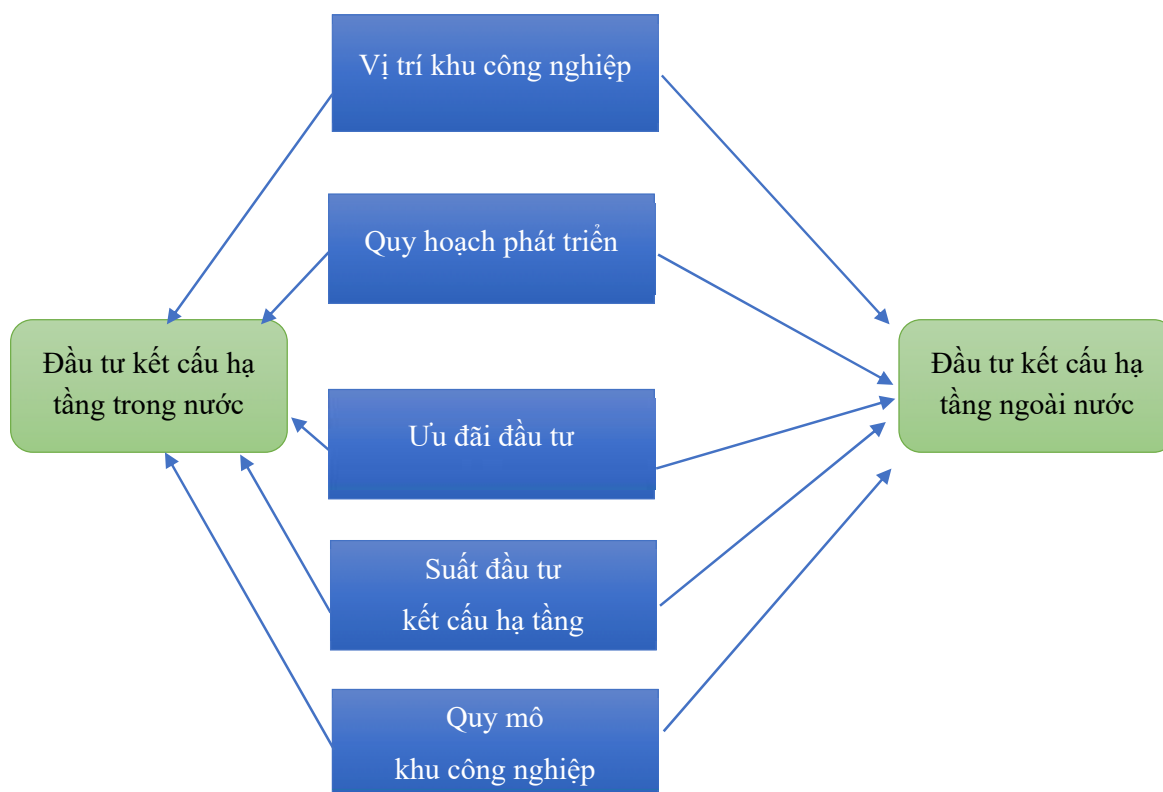 Vị trí khu công nghiệp
Quy hoạch phát triển
Đầu tư kết cấu hạ
tầng trong nước
Đầu tư kết cấu hạ
tầng ngoài nước
Ưu đãi đầu tư
Suất đầu tư
kết cấu hạ tầng
Quy mô
khu công nghiệp